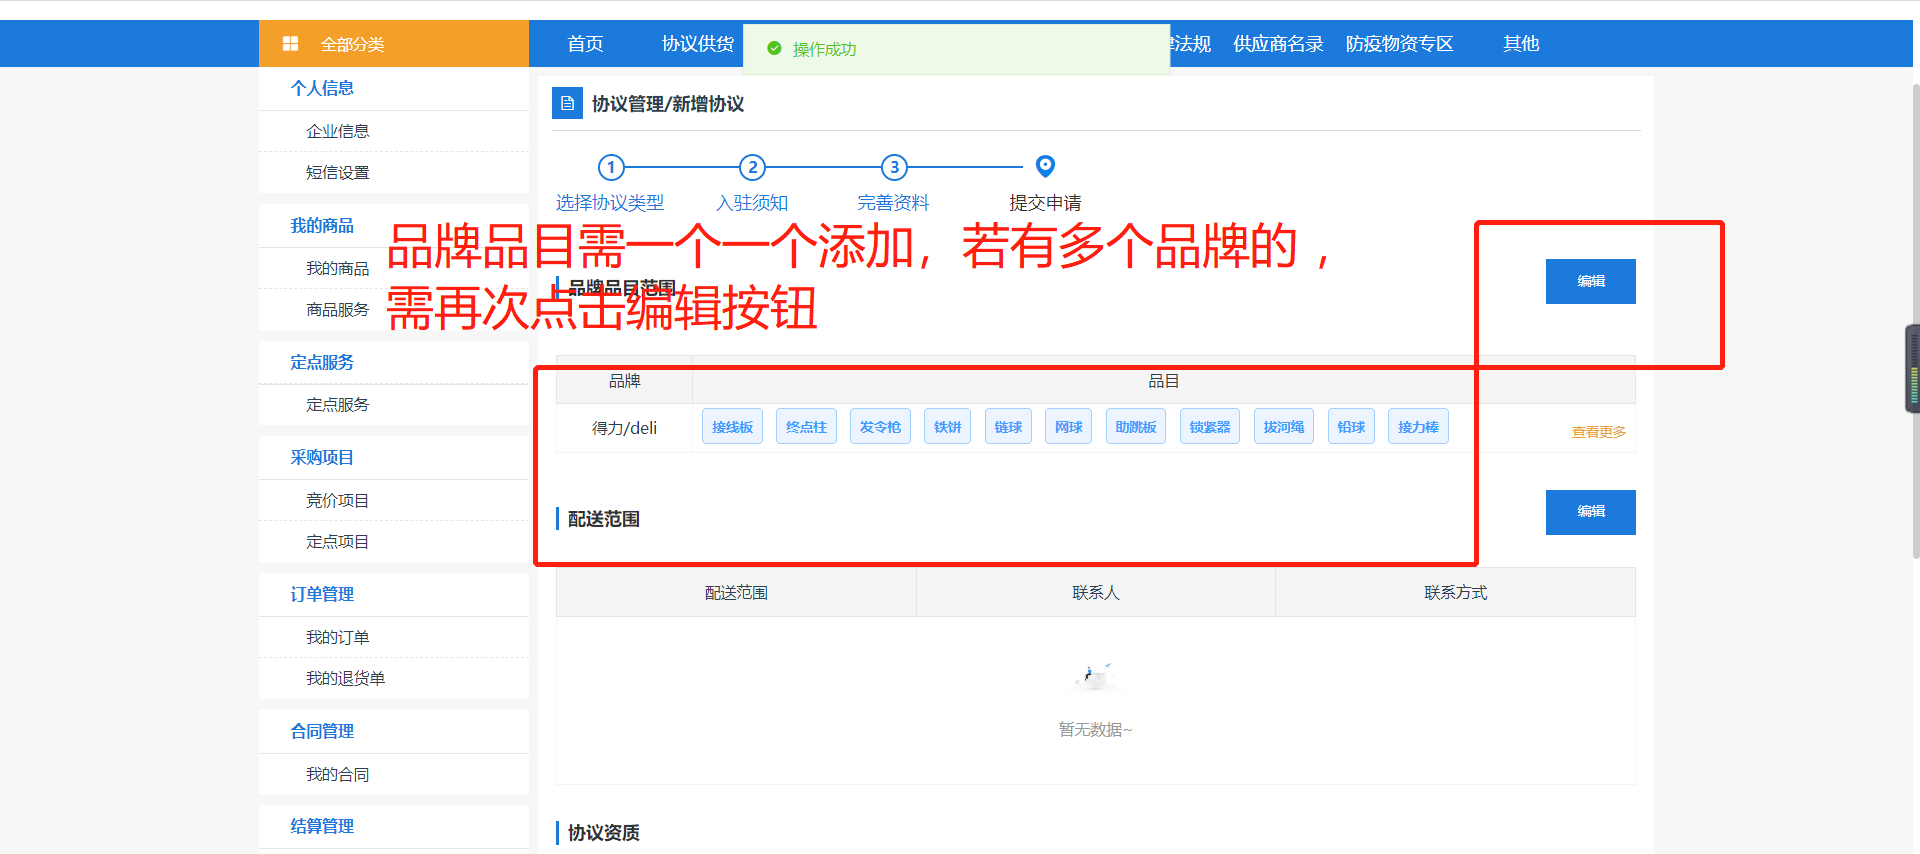 全部分类
首页 协议供货 法规 供应商名录 防疫物资专区 其他
操作成功
个人信息
企业信息
短信设置
我的商品
我的商品
商品服务
定点服务
定点服务
采购项目
竞价项目
定点项目
订单管理
我的订单
我的退货单
合同管理
我的合同
结算管理
协议管理/新增协议
1 2 3
选择协议类型 入驻须知 完善资料 提交申请
品牌品目需一个一个添加，若有多个品牌的，
需再次点击编辑按钮
品牌品目范围
编辑
品牌 品目
得力/deli 接线板 终点柱 发令枪 铁饼 链球 网球 助跳板 锁紧器 拔河绳 铅球 接力棒 查看更多
配送范围
编辑
配送范围 联系人 联系方式
暂无数据~
协议资质